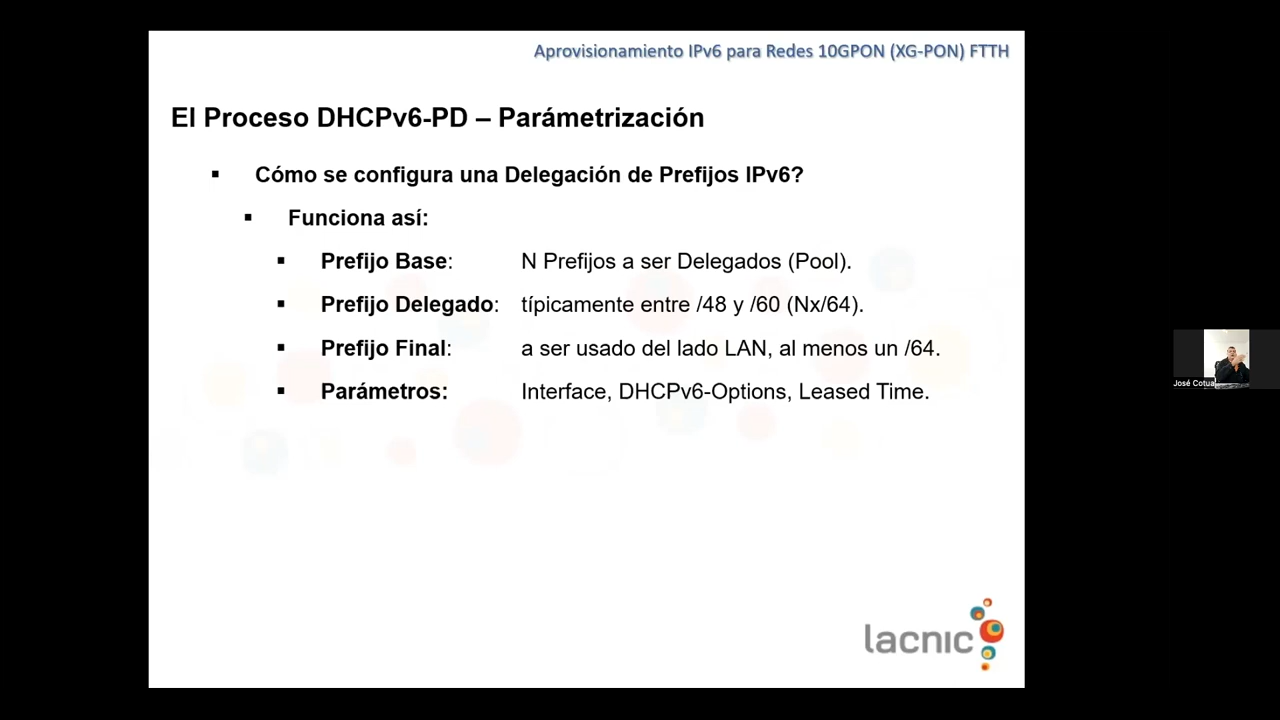 Aprovisionamiento IPv6 para Redes 10GPON (XG-PON) FTTH
El Proceso DHCPv6-PD – Parámetrización
▪ Cómo se configura una Delegación de Prefijos IPv6?
▪ Funciona así:
▪ Prefijo Base: N Prefijos a ser Delegados (Pool).
▪ Prefijo Delegado: típicamente entre /48 y /60 (Nx/64).
▪ Prefijo Final: a ser usado del lado LAN, al menos un /64.
▪ Parámetros: Interface, DHCPv6-Options, Leased Time.
José Cotua
lacnic